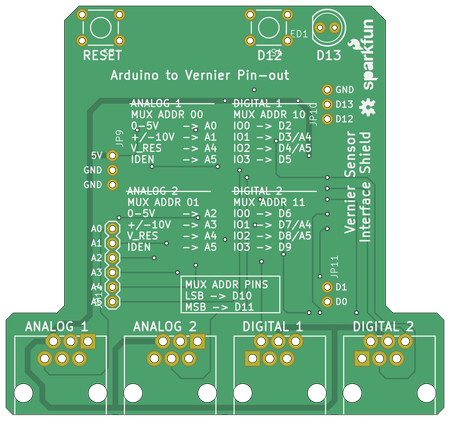 RESET
D12
ED1
D13
sparkfun
Arduino to Vernier Pin-out
GND
D13
D12
JP10
ANALOG 1
MUX ADDR 00
0-5V -> A0
+/-10V -> A1
V_RES -> A4
IDEN -> A5
DIGITAL 1
MUX ADDR 10
IO0 -> D2
IO1 -> D3/A4
IO2 -> D4/A5
IO3 -> D5
JP9
5V
GND
GND
Vernier Sensor
Interface Shield
ANALOG 2
MUX ADDR 01
0-5V -> A2
+/-10V -> A3
V_RES -> A4
IDEN -> A5
DIGITAL 2
MUX ADDR 11
IO0 -> D6
IO1 -> D7/A4
IO2 -> D8/A5
IO3 -> D9
A0
A1
A2
A3
A4
A5
JP11
D1
D0
MUX ADDR PINS
LSB -> D10
MSB -> D11
ANALOG 1
ANALOG 2
DIGITAL 1
DIGITAL 2